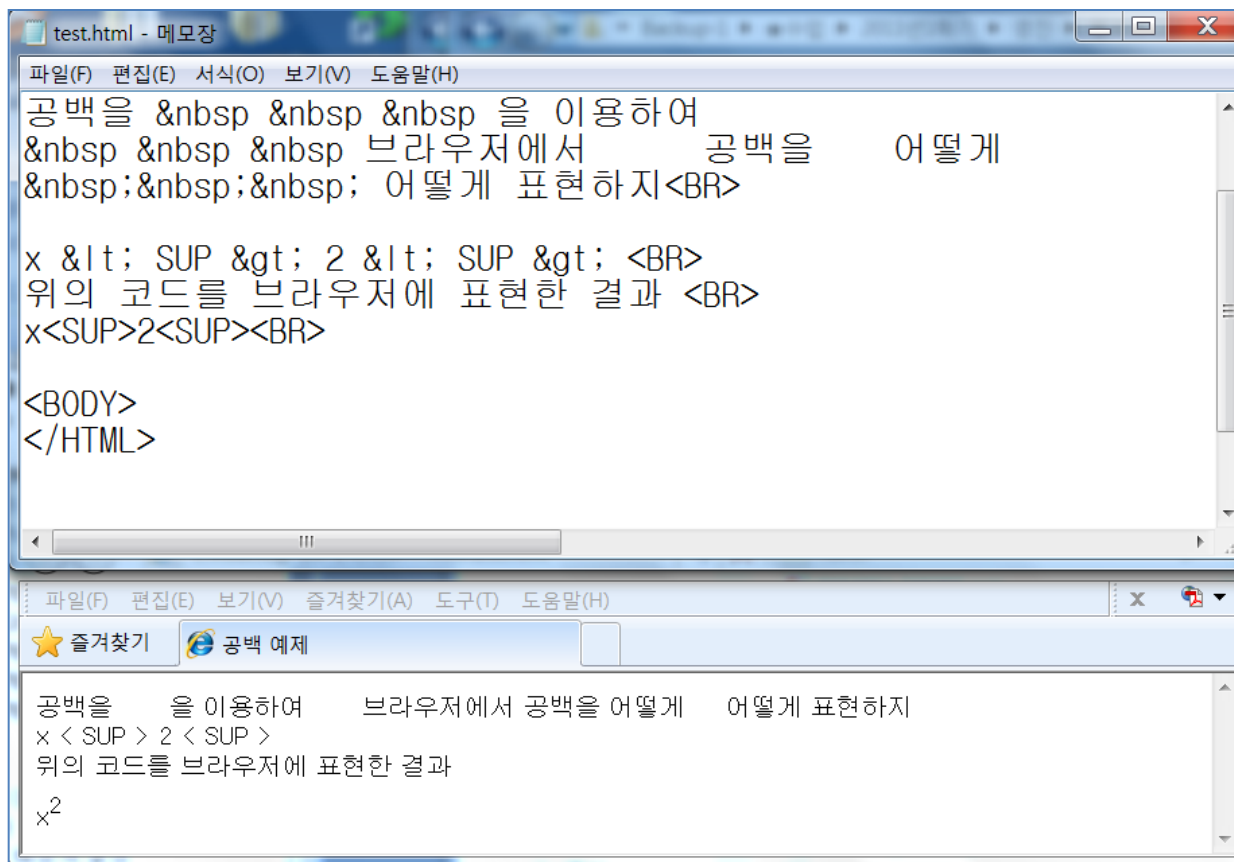 test.html - 메모장
파일(F) 편집(E) 서식(O) 보기(V) 도움말(H)
공백을 &nbsp &nbsp &nbsp 을 이용하여
&nbsp &nbsp &nbsp 브라우저에서 공백을 어떻게
&nbsp;&nbsp;&nbsp; 어떻게 표현하지<BR>
x &lt; SUP &gt; 2 &lt; SUP &gt; <BR>
위의 코드를 브라우저에 표현한 결과 <BR>
x<SUP>2<SUP><BR>
<BODY>
</HTML>
파일(F) 편집(E) 보기(V) 즐겨찾기(A) 도구(T) 도움말(H)
즐겨찾기 공백 예제
공백을 을 이용하여 브라우저에서 공백을 어떻게 어떻게 표현하지
x < SUP > 2 < SUP >
위의 코드를 브라우저에 표현한 결과
x²